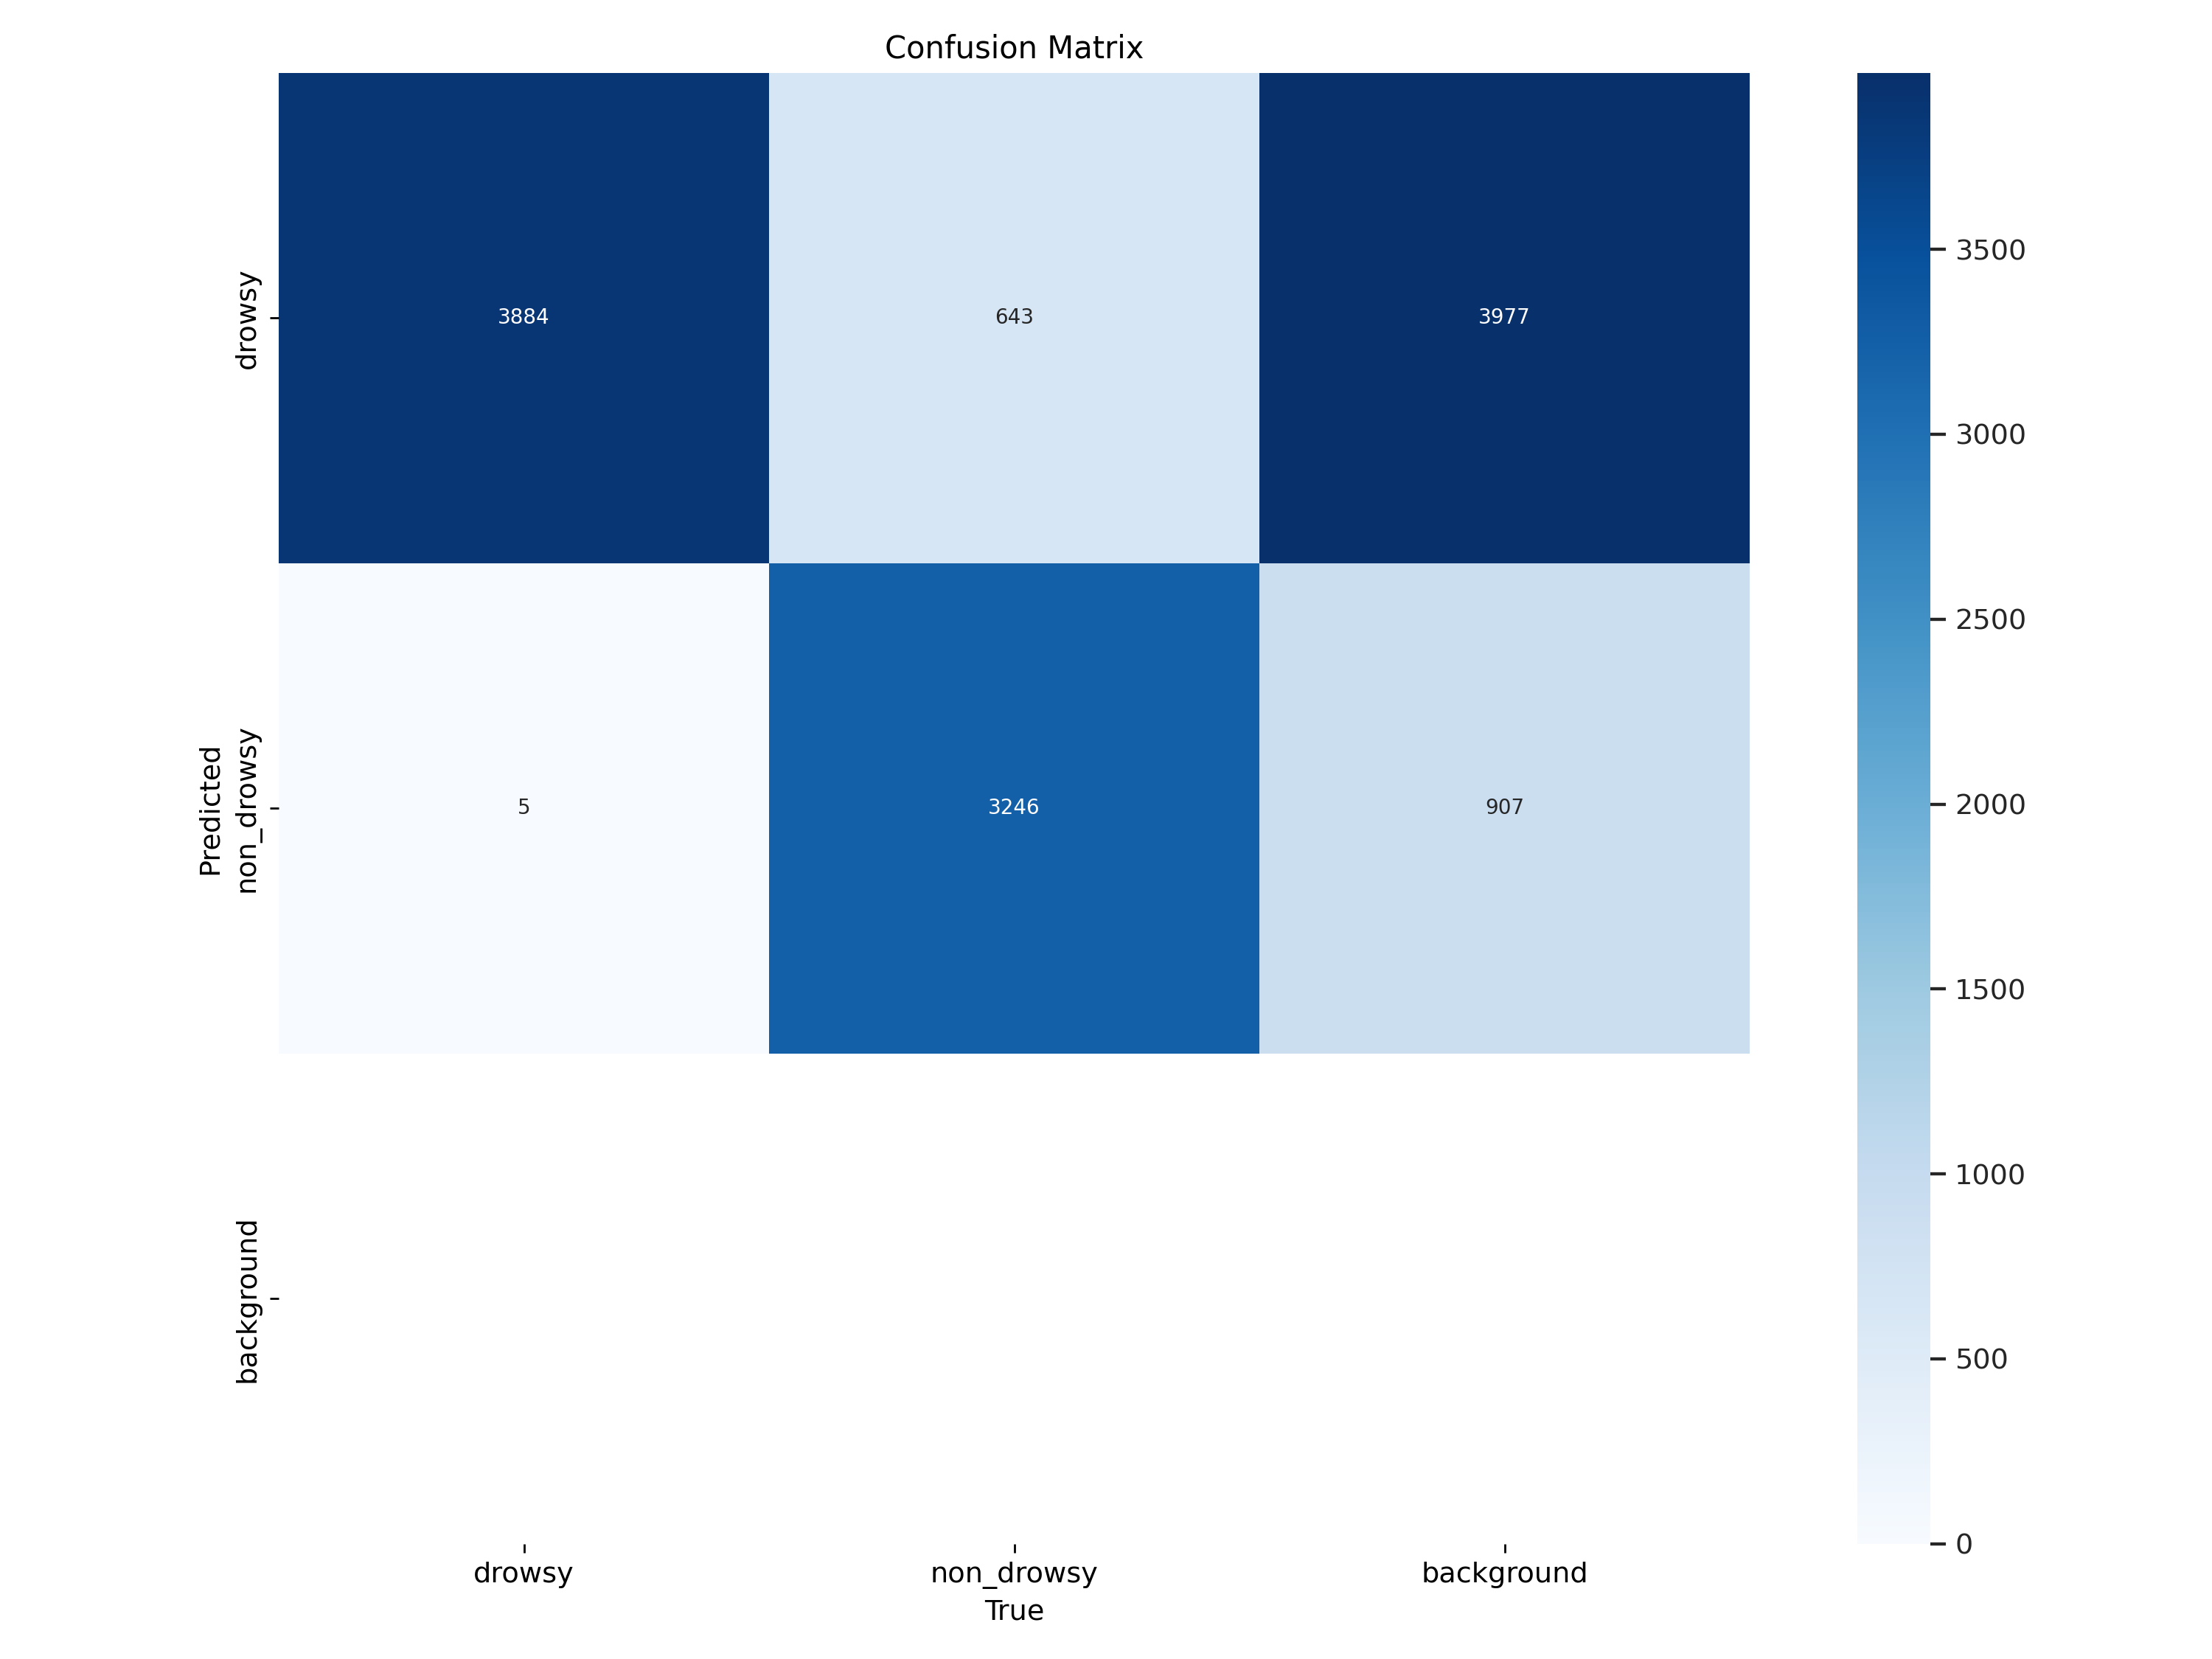 Confusion Matrix
drowsy
3884
643
3977
3500
3000
2500
2000
1500
1000
500
0
Predicted
non_drowsy
5
3246
907
background
drowsy
non_drowsy
background
True